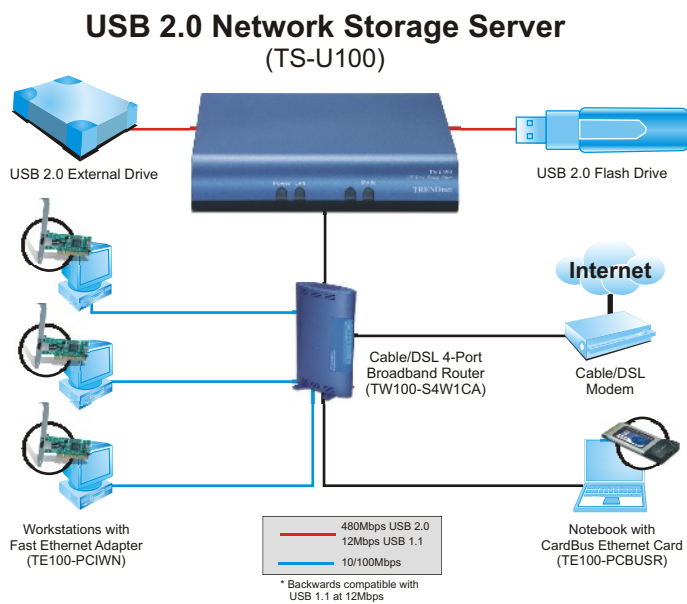 USB 2.0 Network Storage Server
(TS-U100)
USB 2.0 External Drive
USB 2.0 Flash Drive
Power
Link
TRENDnet
Internet
Cable/DSL 4-Port
Broadband Router
(TW100-S4W1CA)
Cable/DSL
Modem
Workstations with
Fast Ethernet Adapter
(TE100-PCIWN)
480Mbps USB 2.0
12Mbps USB 1.1
10/100Mbps
* Backwards compatible with
USB 1.1 at 12Mbps
Notebook with
CardBus Ethernet Card
(TE100-PCBUSR)